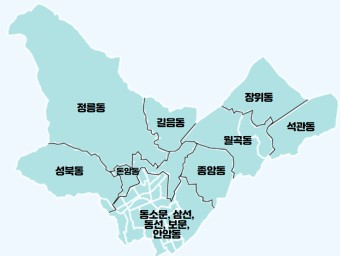 장위동
정릉동
길음동
석관동
월곡동
성북동
돈암동
종암동
동소문, 삼선,
동선, 보문,
안암동